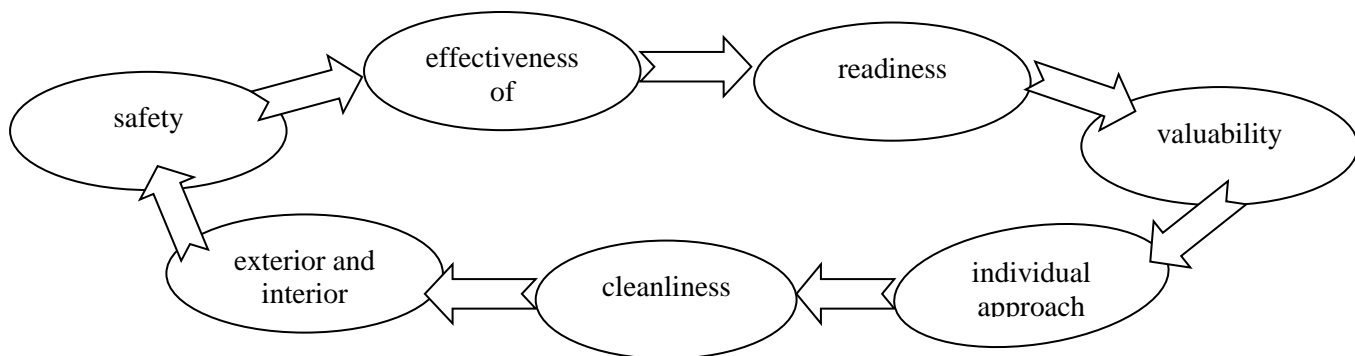 effectiveness
of
readiness
safety
valuability
exterior and
interior
cleanliness
individual
approach